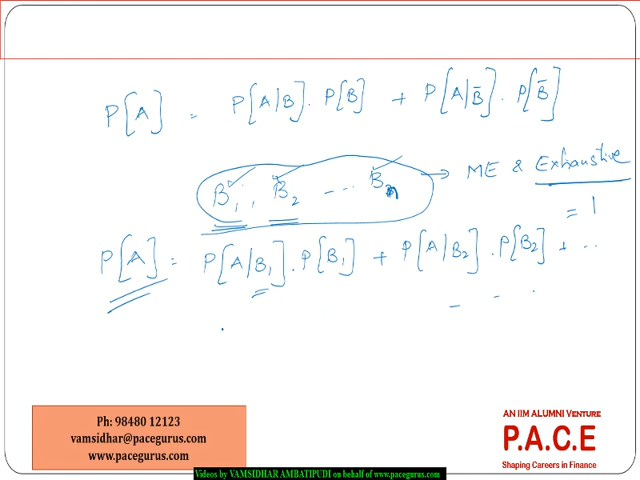 P[A] = P[A/B]. P[B] + P[A/B̄]. P[B̄]
B₁, B₂ ... Bₙ → ME & Exhaustive
= 1
P[A] = P[A/B₁]. P[B₁] + P[A/B₂]. P[B₂] + ...
Ph: 98480 12123
vamsidhar@pacegurus.com
www.pacegurus.com
AN IIM ALUMNI VENTURE
P.A.C.E
Shaping Careers in Finance
Videos by VAMSIDHAR AMBATIPUDI on behalf of www.pacegurus.com